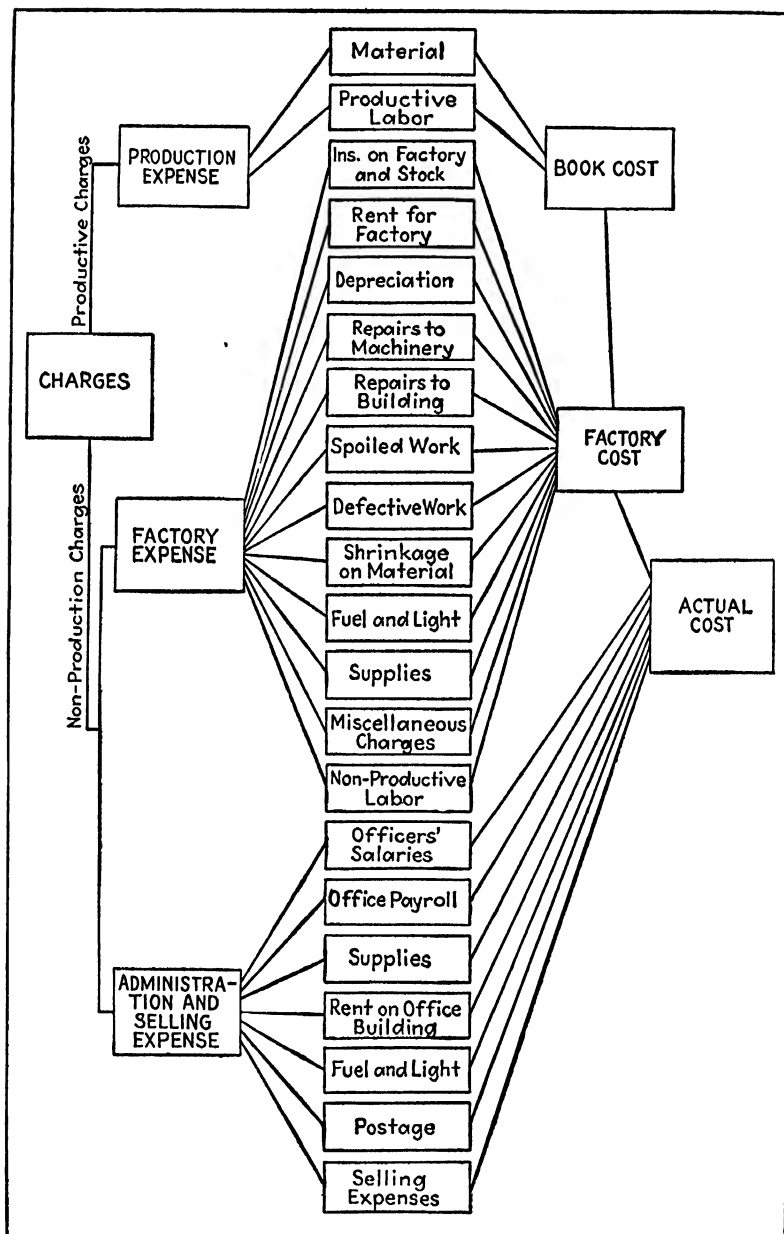 Material
Productive
Labor
PRODUCTION
EXPENSE
Ins. on Factory
and Stock
BOOK COST
Productive Charges
Rent for
Factory
Depreciation
Repairs to
Machinery
CHARGES
Repairs to
Building
Spoiled Work
FACTORY
COST
Defective Work
FACTORY
EXPENSE
Shrinkage
on Material
Non-Production Charges
Fuel and Light
ACTUAL
COST
Supplies
Miscellaneous
Charges
Non-Productive
Labor
Officers'
Salaries
Office Payroll
Supplies
ADMINISTRA-
TION AND
SELLING
EXPENSE
Rent on Office
Building
Fuel and Light
Postage
Selling
Expenses